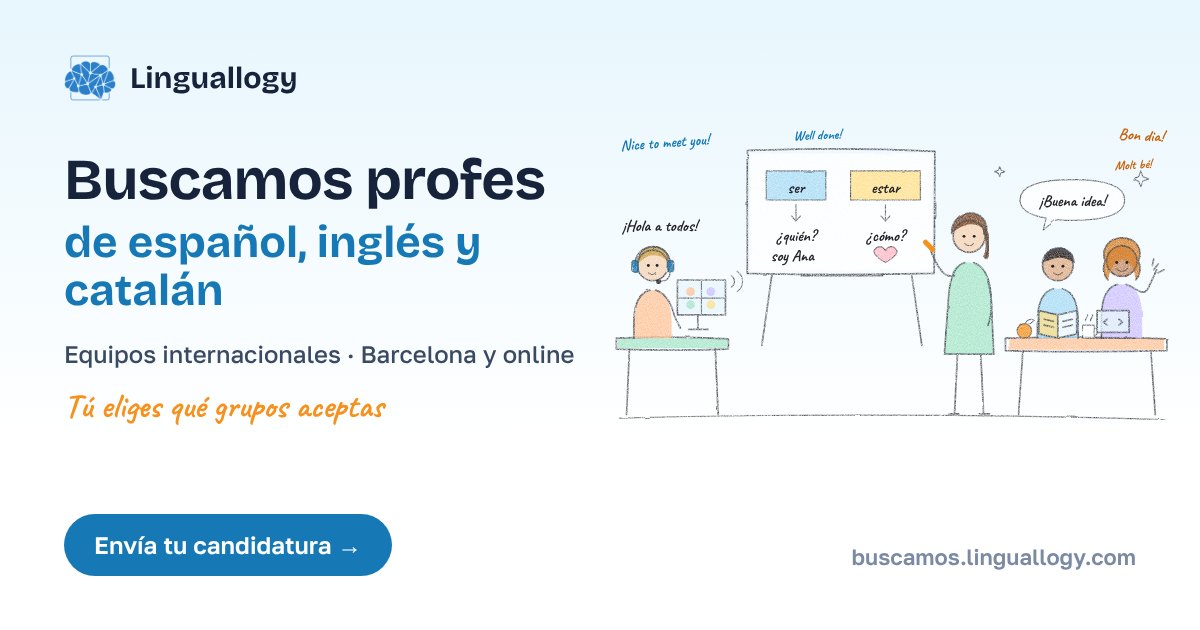 Linguallogy
Buscamos profes
de español, inglés y
catalán
Equipos internacionales · Barcelona y online
Tú eliges qué grupos aceptas
Envía tu candidatura →
Nice to meet you!
Well done!
Bon dia!
Molt bé!
¡Hola a todos!
ser
estar
¿quién?
¿cómo?
soy Ana
¡Buena idea!
< >
buscamos.linguallogy.com